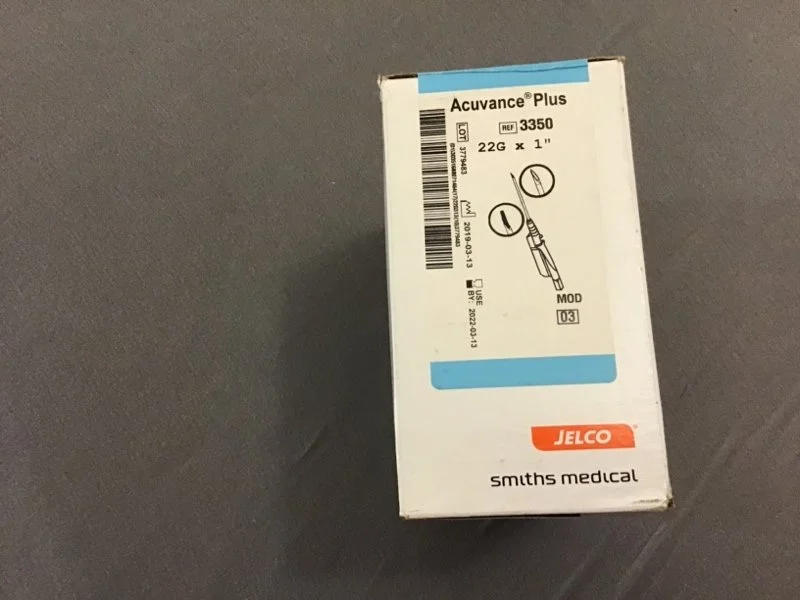 Acuvance® Plus
REF 3350
22G x 1"
LOT 3779483
2019-03-13
USE
BY: 2022-03-13
MOD
03
JELCO
smiths medical